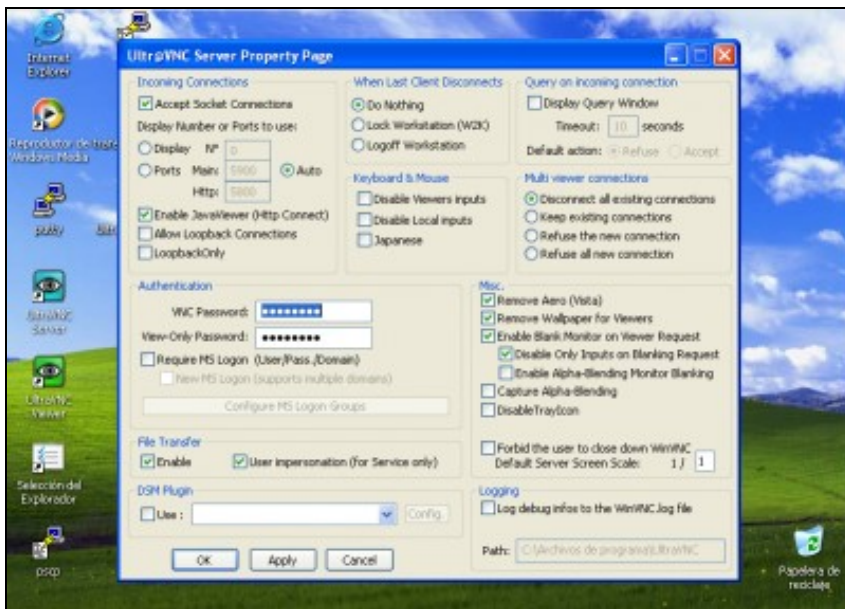 Internet
Explorer
Reproductor de
Windows Media
putty
UltraVNC
Server
UltraVNC
Viewer
Selección del
Explorador
pscp
Papelera de
reciclaje
Ultr@VNC Server Property Page
Incoming Connections
Accept Socket Connections
Display Number or Ports to use:
Display N° 0
Ports Main: 5900 Auto
Http: 5800
Enable JavaViewer (Http Connect)
Allow Loopback Connections
LoopbackOnly
When Last Client Disconnects
Do Nothing
Lock Workstation (W2K)
Logoff Workstation
Keyboard & Mouse
Disable Viewers inputs
Disable Local inputs
Japanese
Query on incoming connection
Display Query Window
Timeout: 10 seconds
Default action: Refuse Accept
Multi viewer connections
Disconnect all existing connections
Keep existing connections
Refuse the new connection
Refuse all new connection
Authentication
VNC Password:
View-Only Password:
Require MS Logon (User/Pass./Domain)
New MS Logon (supports multiple domains)
Configure MS Logon Groups
Misc.
Remove Aero (Vista)
Remove Wallpaper for Viewers
Enable Blank Monitor on Viewer Request
Disable Only Inputs on Blanking Request
Enable Alpha-Blending Monitor Blanking
Capture Alpha-Blending
DisableTrayIcon
Forbid the user to close down WinVNC
Default Server Screen Scale: 1 / 1
File Transfer
Enable User impersonation (for Service only)
DSM Plugin
Use : Config.
Logging
Log debug infos to the WinVNC.log file
Path: C:\Archivos de programa\UltraVNC
OK Apply Cancel